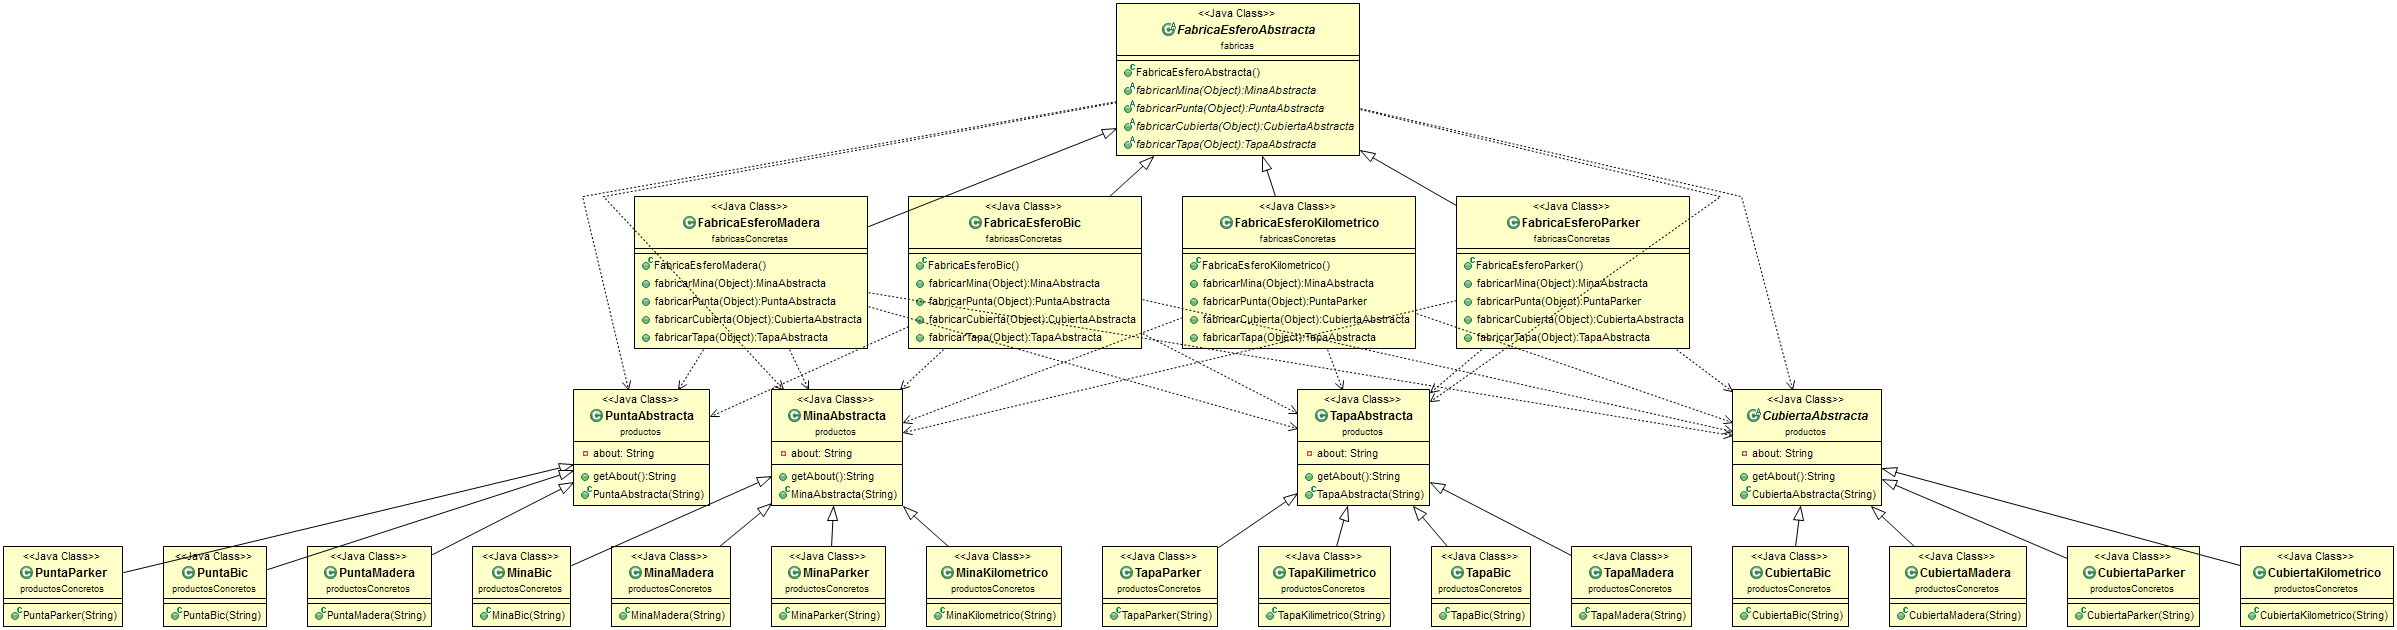 <<Java Class>>
FabricaEsferoAbstracta
fabricas
FabricaEsferoAbstracta()
fabricarMina(Object):MinaAbstracta
fabricarPunta(Object):PuntaAbstracta
fabricarCubierta(Object):CubiertaAbstracta
fabricarTapa(Object):TapaAbstracta
<<Java Class>>
FabricaEsferoMadera
fabricasConcretas
FabricaEsferoMadera()
fabricarMina(Object):MinaAbstracta
fabricarPunta(Object):PuntaAbstracta
fabricarCubierta(Object):CubiertaAbstracta
fabricarTapa(Object):TapaAbstracta
<<Java Class>>
FabricaEsferoBic
fabricasConcretas
FabricaEsferoBic()
fabricarMina(Object):MinaAbstracta
fabricarPunta(Object):PuntaAbstracta
fabricarCubierta(Object):CubiertaAbstracta
fabricarTapa(Object):TapaAbstracta
<<Java Class>>
FabricaEsferoKilometrico
fabricasConcretas
FabricaEsferoKilometrico()
fabricarMina(Object):MinaAbstracta
fabricarPunta(Object):PuntaParker
fabricarCubierta(Object):CubiertaAbstracta
fabricarTapa(Object):TapaAbstracta
<<Java Class>>
FabricaEsferoParker
fabricasConcretas
FabricaEsferoParker()
fabricarMina(Object):MinaAbstracta
fabricarPunta(Object):PuntaParker
fabricarCubierta(Object):CubiertaAbstracta
fabricarTapa(Object):TapaAbstracta
<<Java Class>>
PuntaAbstracta
productos
about: String
getAbout():String
PuntaAbstracta(String)
<<Java Class>>
MinaAbstracta
productos
about: String
getAbout():String
MinaAbstracta(String)
<<Java Class>>
TapaAbstracta
productos
about: String
getAbout():String
TapaAbstracta(String)
<<Java Class>>
CubiertaAbstracta
productos
about: String
getAbout():String
CubiertaAbstracta(String)
<<Java Class>>
PuntaParker
productosConcretos
PuntaParker(String)
<<Java Class>>
PuntaBic
productosConcretos
PuntaBic(String)
<<Java Class>>
PuntaMadera
productosConcretos
PuntaMadera(String)
<<Java Class>>
MinaBic
productosConcretos
MinaBic(String)
<<Java Class>>
MinaMadera
productosConcretos
MinaMadera(String)
<<Java Class>>
MinaParker
productosConcretos
MinaParker(String)
<<Java Class>>
MinaKilometrico
productosConcretos
MinaKilometrico(String)
<<Java Class>>
TapaParker
productosConcretos
TapaParker(String)
<<Java Class>>
TapaKilimetrico
productosConcretos
TapaKilimetrico(String)
<<Java Class>>
TapaBic
productosConcretos
TapaBic(String)
<<Java Class>>
TapaMadera
productosConcretos
TapaMadera(String)
<<Java Class>>
CubiertaBic
productosConcretos
CubiertaBic(String)
<<Java Class>>
CubiertaMadera
productosConcretos
CubiertaMadera(String)
<<Java Class>>
CubiertaParker
productosConcretos
CubiertaParker(String)
<<Java Class>>
CubiertaKilometrico
productosConcretos
CubiertaKilometrico(String)